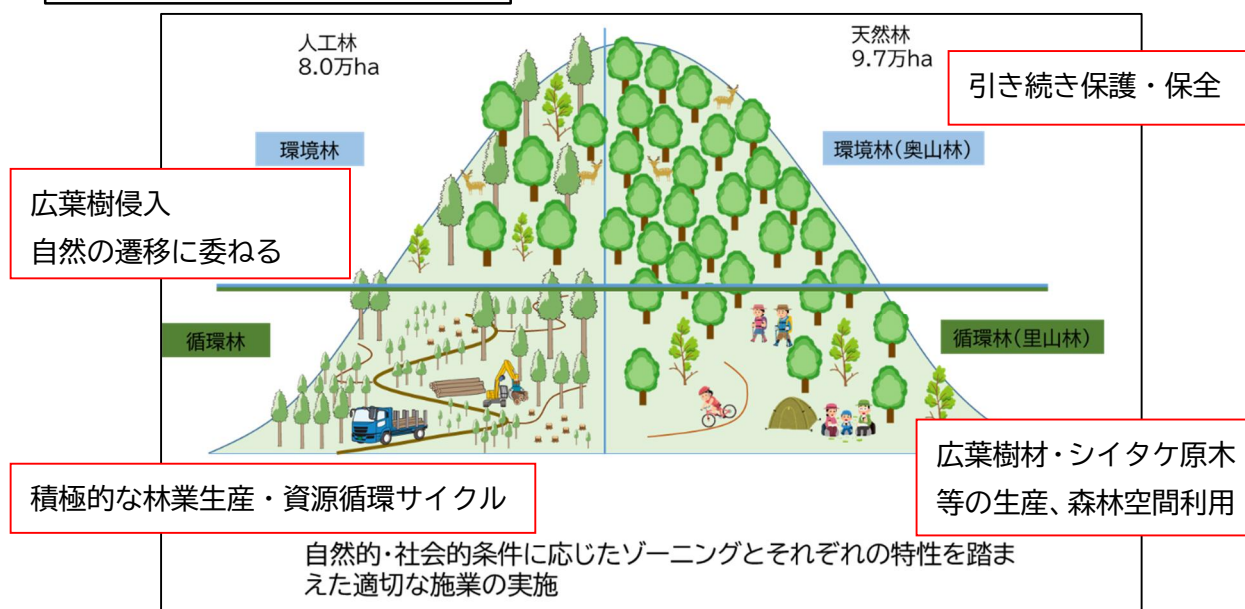 人工林
8.0万ha
天然林
9.7万ha
引き続き保護・保全
環境林
環境林(奥山林)
広葉樹侵入
自然の遷移に委ねる
循環林
循環林(里山林)
広葉樹材・シイタケ原木
等の生産、森林空間利用
積極的な林業生産・資源循環サイクル
自然的・社会的条件に応じたゾーニングとそれぞれの特性を踏ま
えた適切な施業の実施